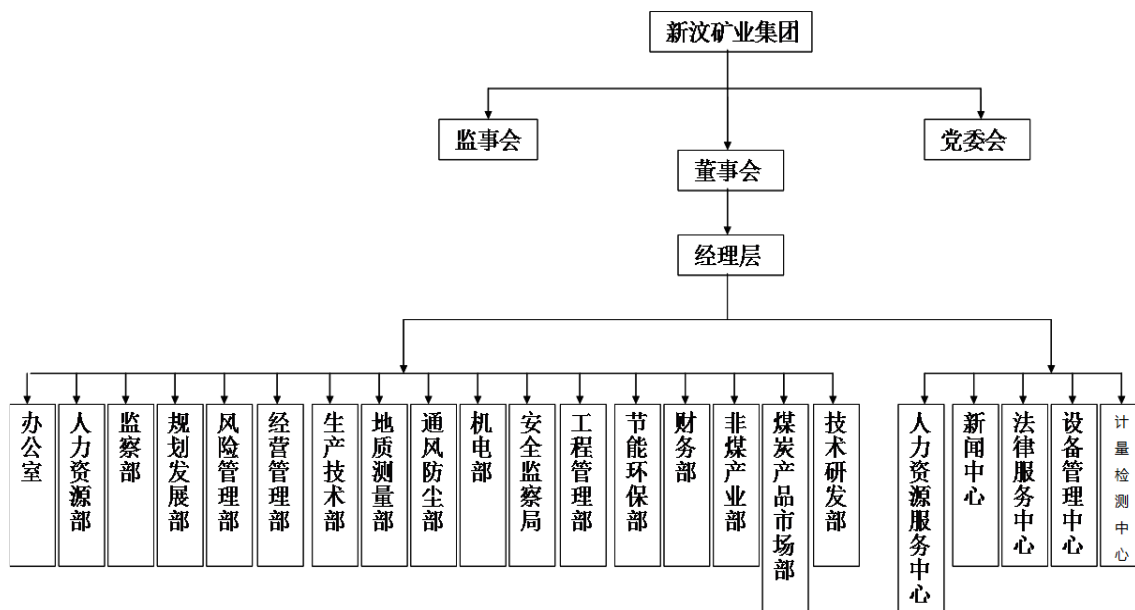 新汶矿业集团
监事会
党委会
董事会
经理层
办公室
人力资源部
监察部
规划发展部
风险管理部
经营管理部
生产技术部
地质测量部
通风防尘部
机电部
安全监察局
工程管理部
节能环保部
财务部
非煤产业部
煤炭产品市场部
技术研发部
人力资源服务中心
新闻中心
法律服务中心
设备管理中心
计量检测中心